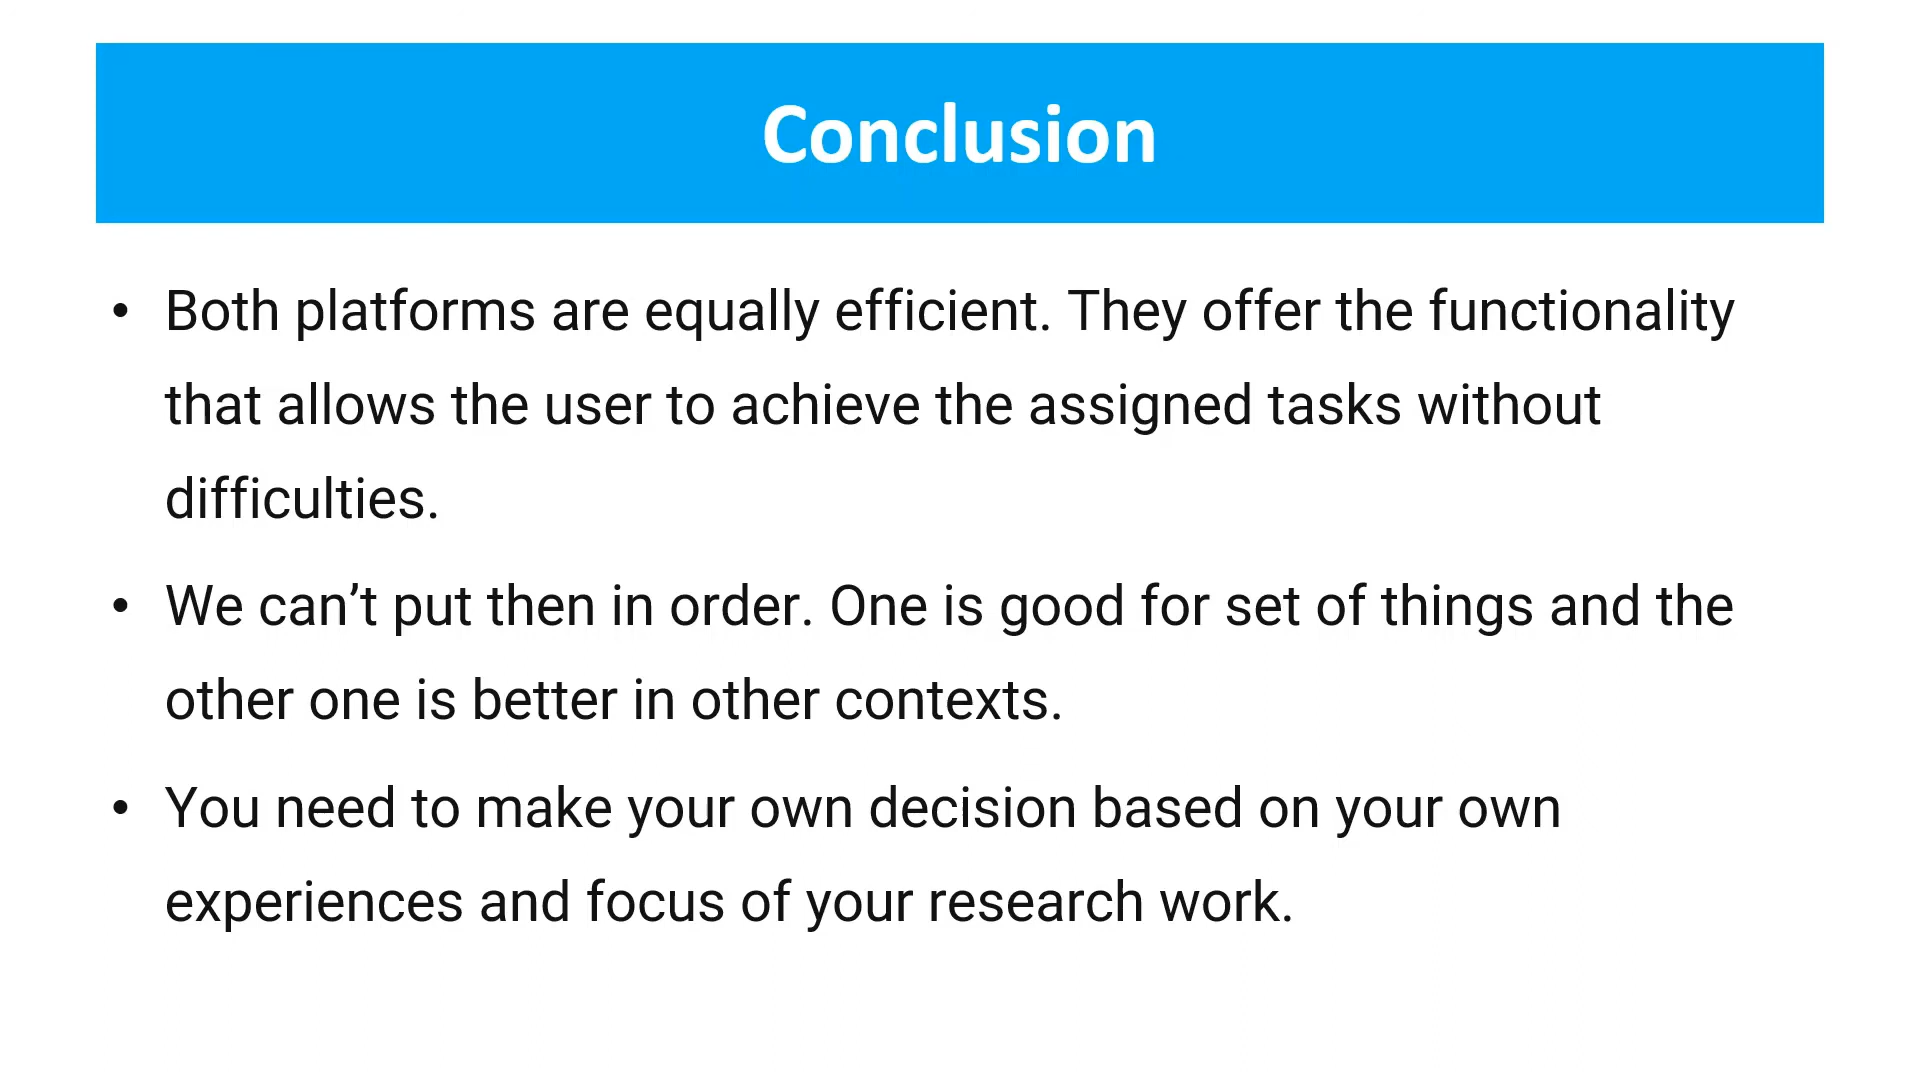 Conclusion
• Both platforms are equally efficient. They offer the functionality
that allows the user to achieve the assigned tasks without
difficulties.
• We can’t put then in order. One is good for set of things and the
other one is better in other contexts.
• You need to make your own decision based on your own
experiences and focus of your research work.